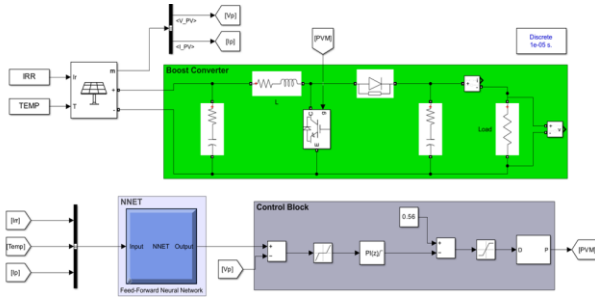 <V_PV>
[Vp]
<I_PV>
[Ip]
[PVM]
Discrete
1e-05 s.
IRR
TEMP
Ir
T
m
+
-
Boost Converter
L
g
C
E
+
-
i
Load
+
-
v
[Irr]
[Temp]
[Ip]
NNET
Input NNET Output
Feed-Forward Neural Network
Control Block
[Vp]
+
-
PI(z)
0.56
+
-
D
P
[PVM]